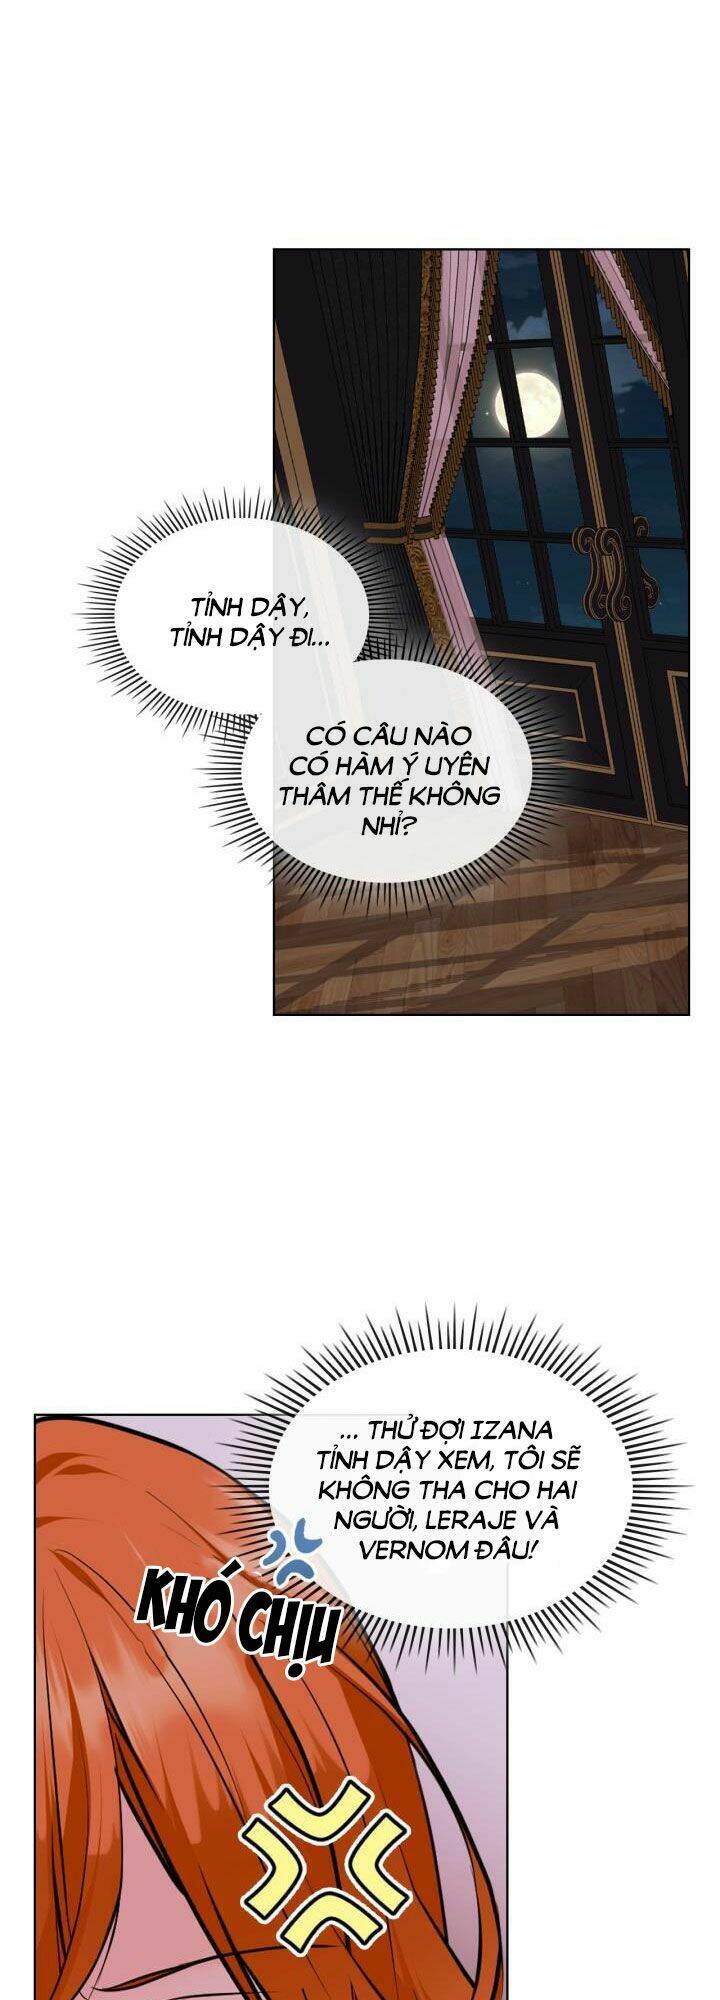 TỈNH DẬY,
TỈNH DẬY ĐI...
CÓ CÂU NÀO
CÓ HÀM Ý UYÊN
THÂM THẾ KHÔNG
NHỈ?
... THỬ ĐỢI IZANA
TỈNH DẬY XEM, TÔI SẼ
KHÔNG THA CHO HAI
NGƯỜI, LERAJE VÀ
VERNOM ĐÂU!
KHÓ CHỊU